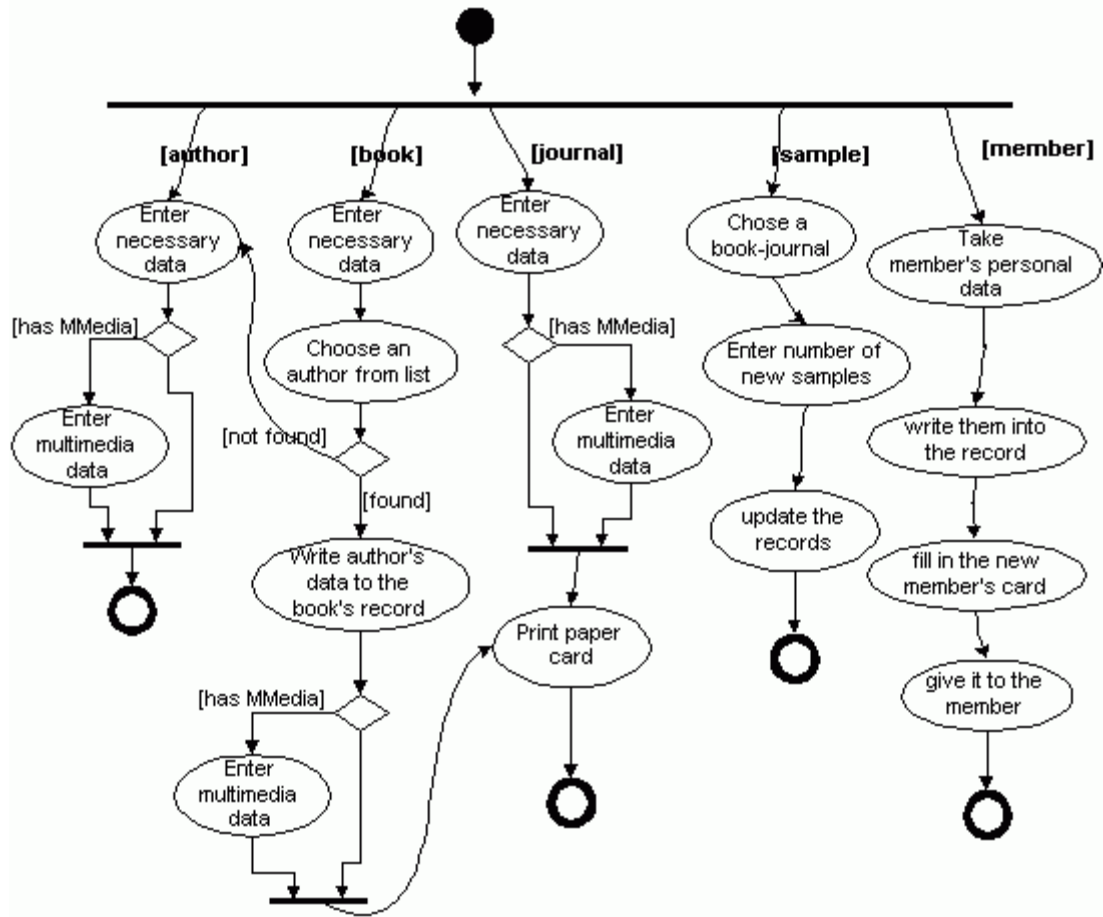 [author]
[book]
[journal]
[sample]
[member]
Enter
necessary
data
Enter
necessary
data
Enter
necessary
data
Chose a
book-journal
Take
member's personal
data
[has MMedia]
Choose an
author from list
[has MMedia]
Enter number of
new samples
Enter
multimedia
data
[not found]
Enter
multimedia
data
write them into
the record
[found]
update the
records
Write author's
data to the
book's record
fill in the new
member's card
Print paper
card
[has MMedia]
give it to the
member
Enter
multimedia
data